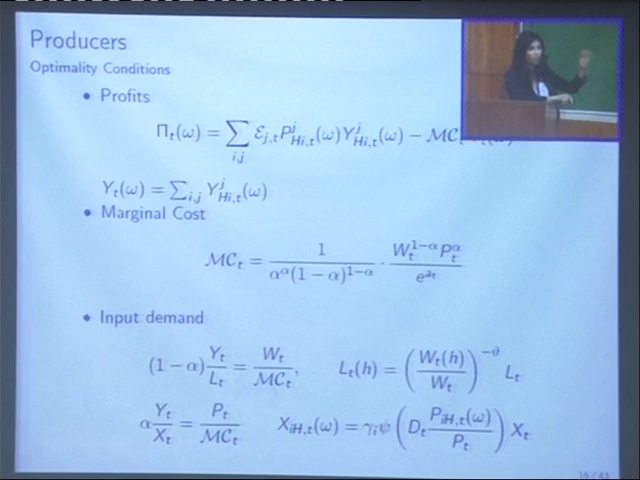 Producers
Optimality Conditions
• Profits
Π_t(ω) = ∑_{i,j} ℰ_{j,t} P^j_{Hi,t}(ω) Y^j_{Hi,t}(ω) − ℳ𝒞
Y_t(ω) = ∑_{i,j} Y^j_{Hi,t}(ω)
• Marginal Cost
ℳ𝒞_t = 1 / (α^α (1 − α)^{1−α}) · W_t^{1−α} P_t^α / e^{a_t}
• Input demand
(1 − α) Y_t / L_t = W_t / ℳ𝒞_t, L_t(h) = (W_t(h) / W_t)^{−ϑ} L_t
α Y_t / X_t = P_t / ℳ𝒞_t X_{iH,t}(ω) = γ_i ψ (D_t P_{iH,t}(ω) / P_t) X_t